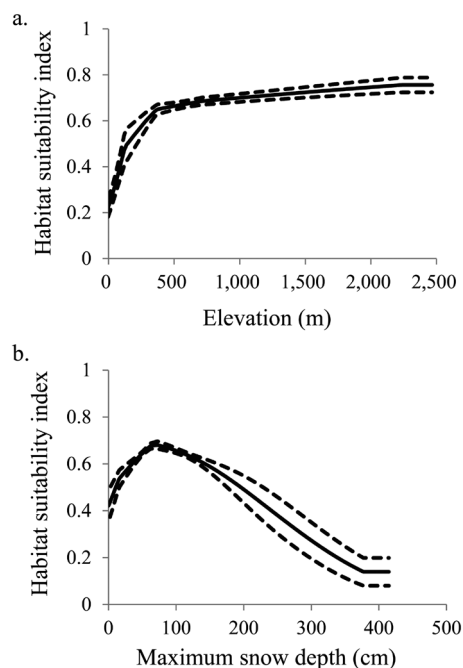 a.
Habitat suitability index
1
0.8
0.6
0.4
0.2
0
0 500 1,000 1,500 2,000 2,500
Elevation (m)
b.
Habitat suitability index
1
0.8
0.6
0.4
0.2
0
0 100 200 300 400 500
Maximum snow depth (cm)